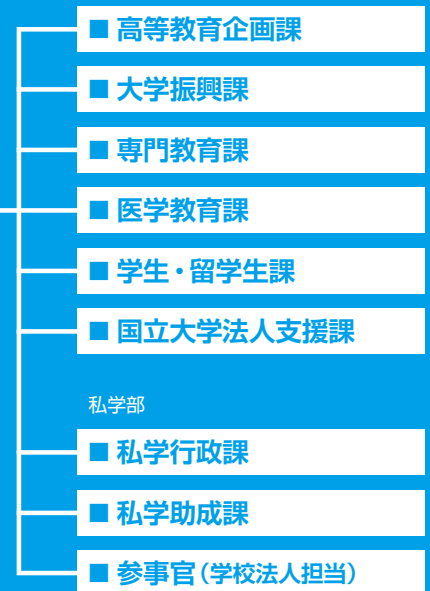 ■ 高等教育企画課
■ 大学振興課
■ 専門教育課
■ 医学教育課
■ 学生・留学生課
■ 国立大学法人支援課
私学部
■ 私学行政課
■ 私学助成課
■ 参事官（学校法人担当）